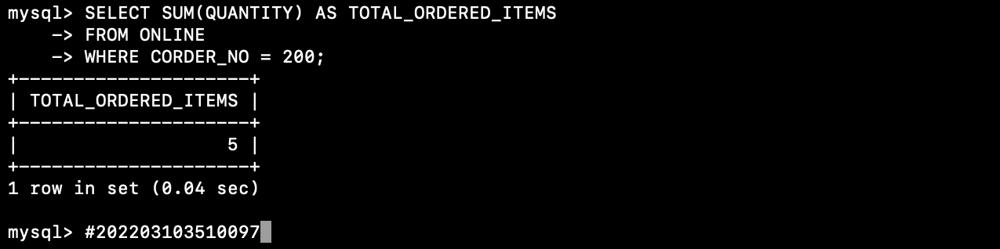 mysql> SELECT SUM(QUANTITY) AS TOTAL_ORDERED_ITEMS
    -> FROM ONLINE
    -> WHERE CORDER_NO = 200;
+---------------------+
| TOTAL_ORDERED_ITEMS |
+---------------------+
|                   5 |
+---------------------+
1 row in set (0.04 sec)

mysql> #202203103510097